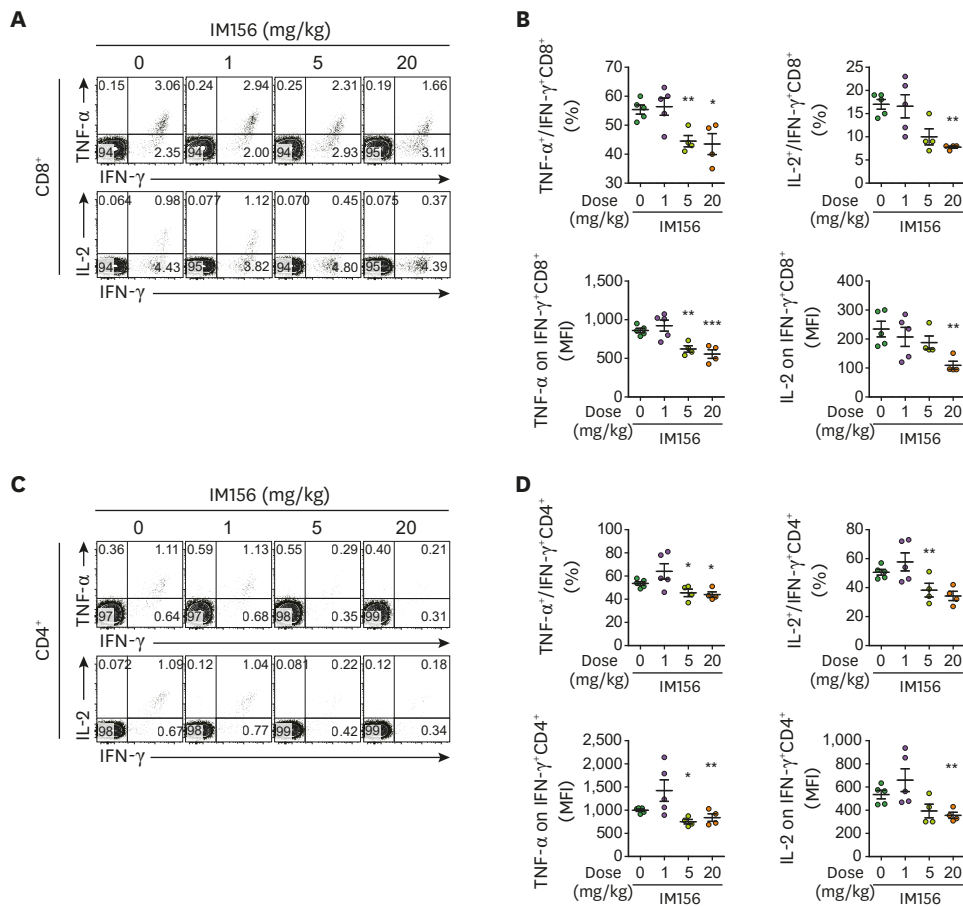 A
IM156 (mg/kg)
0 1 5 20
CD8⁺
TNF-α
0.15 3.06 0.24 2.94 0.25 2.31 0.19 1.66
94 2.35 94 2.00 94 2.93 95 3.11
IFN-γ
IL-2
0.064 0.98 0.077 1.12 0.070 0.45 0.075 0.37
94 4.43 95 3.82 94 4.80 95 4.39
IFN-γ
B
TNF-α⁺/IFN-γ⁺CD8⁺
(%)
60
50
40
30
** *
Dose 0 1 5 20
(mg/kg) IM156
IL-2⁺/IFN-γ⁺CD8⁺
(%)
25
20
15
10
5
0
**
Dose 0 1 5 20
(mg/kg) IM156
TNF-α on IFN-γ⁺CD8⁺
(MFI)
1,500
1,000
500
0
** ***
Dose 0 1 5 20
(mg/kg) IM156
IL-2 on IFN-γ⁺CD8⁺
(MFI)
400
300
200
100
0
**
Dose 0 1 5 20
(mg/kg) IM156
C
IM156 (mg/kg)
0 1 5 20
CD4⁺
TNF-α
0.36 1.11 0.59 1.13 0.55 0.29 0.40 0.21
97 0.64 97 0.68 98 0.35 99 0.31
IFN-γ
IL-2
0.072 1.09 0.12 1.04 0.081 0.22 0.12 0.18
98 0.67 98 0.77 99 0.42 99 0.34
IFN-γ
D
TNF-α⁺/IFN-γ⁺CD4⁺
(%)
100
80
60
40
20
0
* *
Dose 0 1 5 20
(mg/kg) IM156
IL-2⁺/IFN-γ⁺CD4⁺
(%)
80
60
40
20
0
**
Dose 0 1 5 20
(mg/kg) IM156
TNF-α on IFN-γ⁺CD4⁺
(MFI)
2,500
2,000
1,500
1,000
500
0
* **
Dose 0 1 5 20
(mg/kg) IM156
IL-2 on IFN-γ⁺CD4⁺
(MFI)
1,000
800
600
400
200
0
**
Dose 0 1 5 20
(mg/kg) IM156